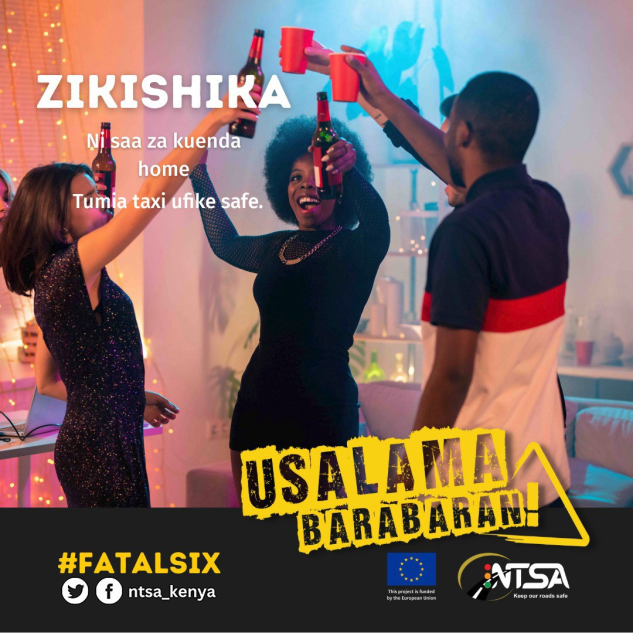 ZIKISHIKA
Ni saa za kuenda
home
Tumia taxi ufike safe.
USALAMA
BARABARAN!
#FATALSIX
ntsa_kenya
This project is funded
by the European Union
NTSA
Keep our roads safe